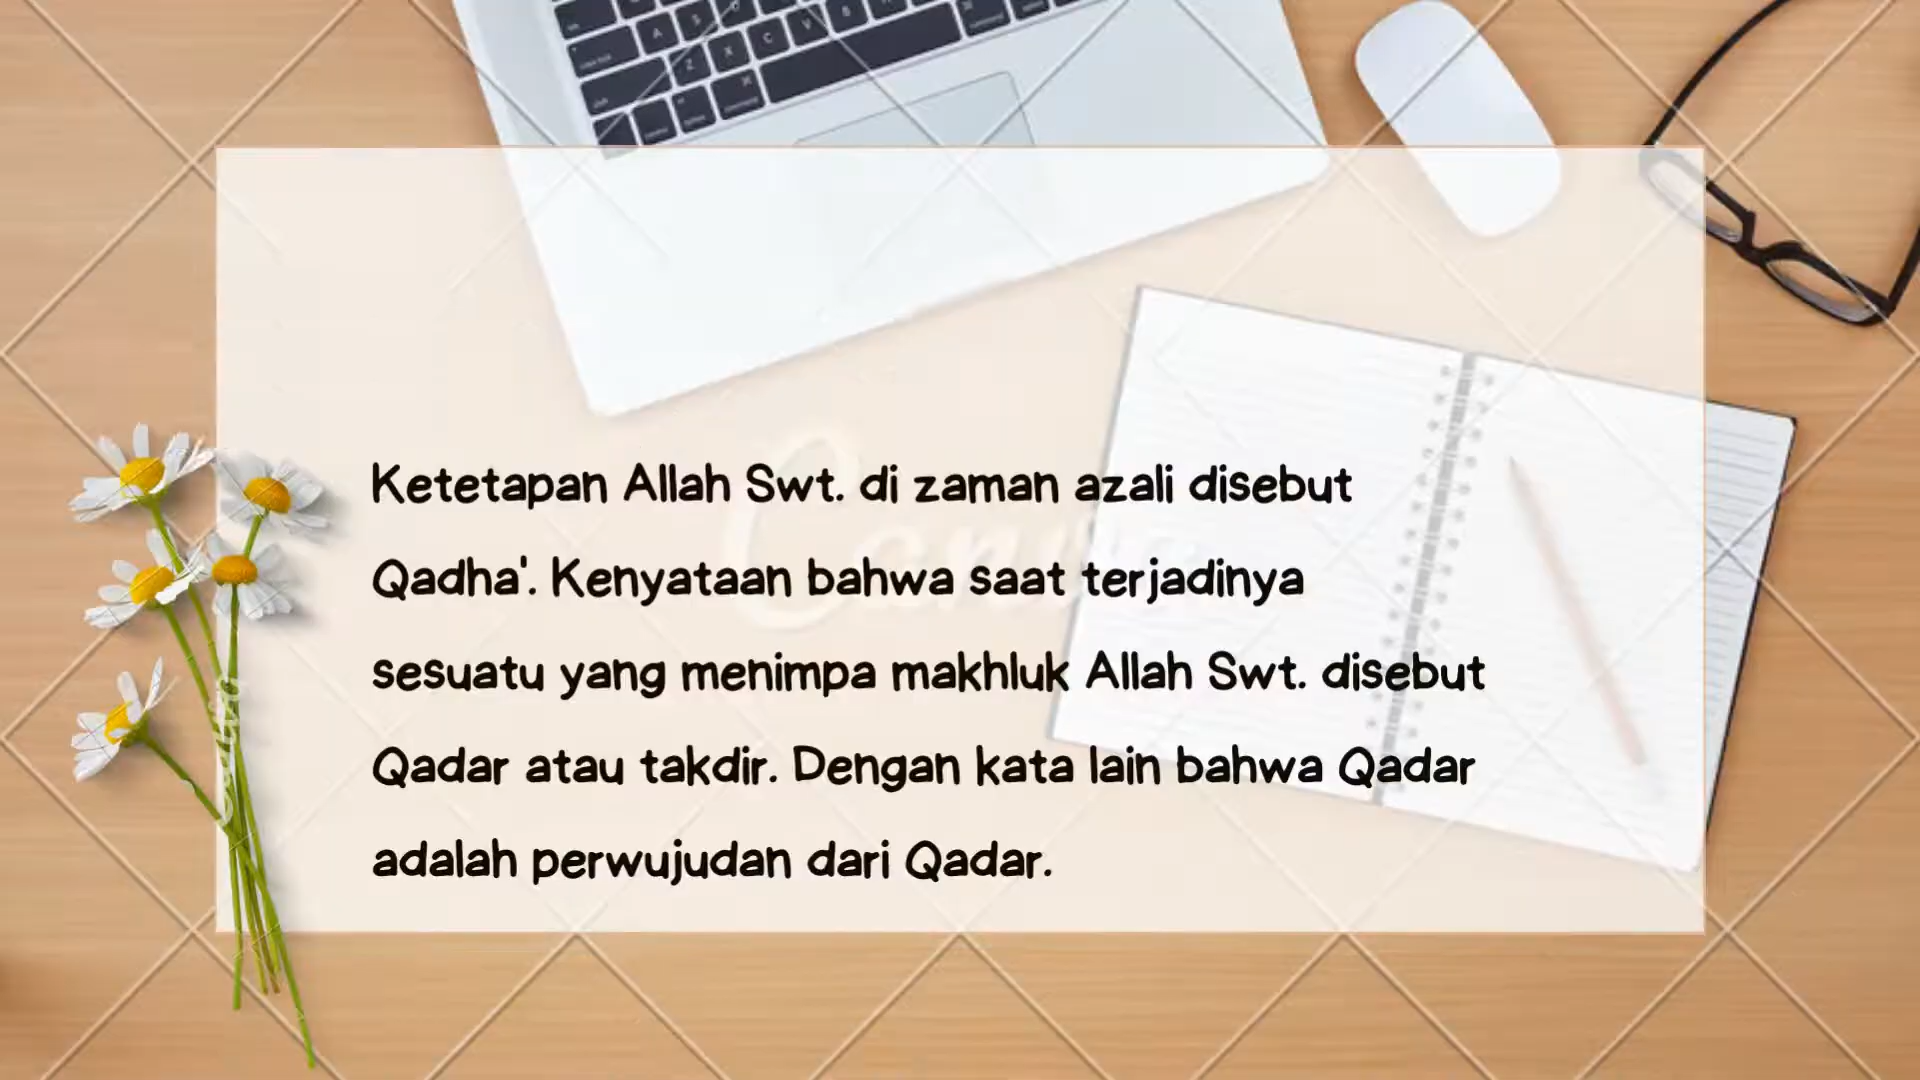 Ketetapan Allah Swt. di zaman azali disebut
Qadha'. Kenyataan bahwa saat terjadinya
sesuatu yang menimpa makhluk Allah Swt. disebut
Qadar atau takdir. Dengan kata lain bahwa Qadar
adalah perwujudan dari Qadar.